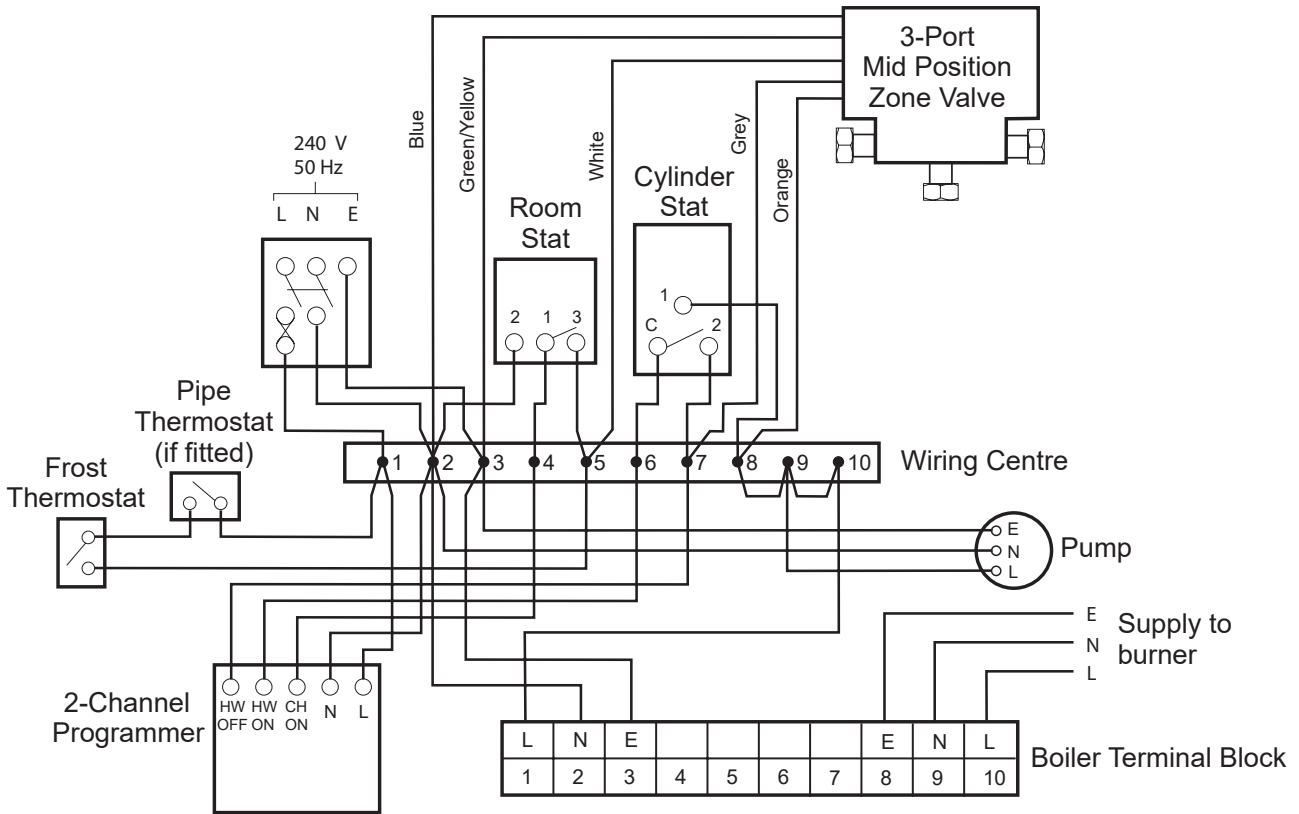 3-Port
Mid Position
Zone Valve
Blue
Green/Yellow
White
Grey
Orange
240 V
50 Hz
L N E
Room
Stat
2 1 3
Cylinder
Stat
1
C 2
Pipe
Thermostat
(if fitted)
Frost
Thermostat
1 2 3 4 5 6 7 8 9 10
Wiring Centre
E
N
L
Pump
E
N
L
Supply to
burner
2-Channel
Programmer
HW HW CH N L
OFF ON ON
L N E E N L
1 2 3 4 5 6 7 8 9 10
Boiler Terminal Block